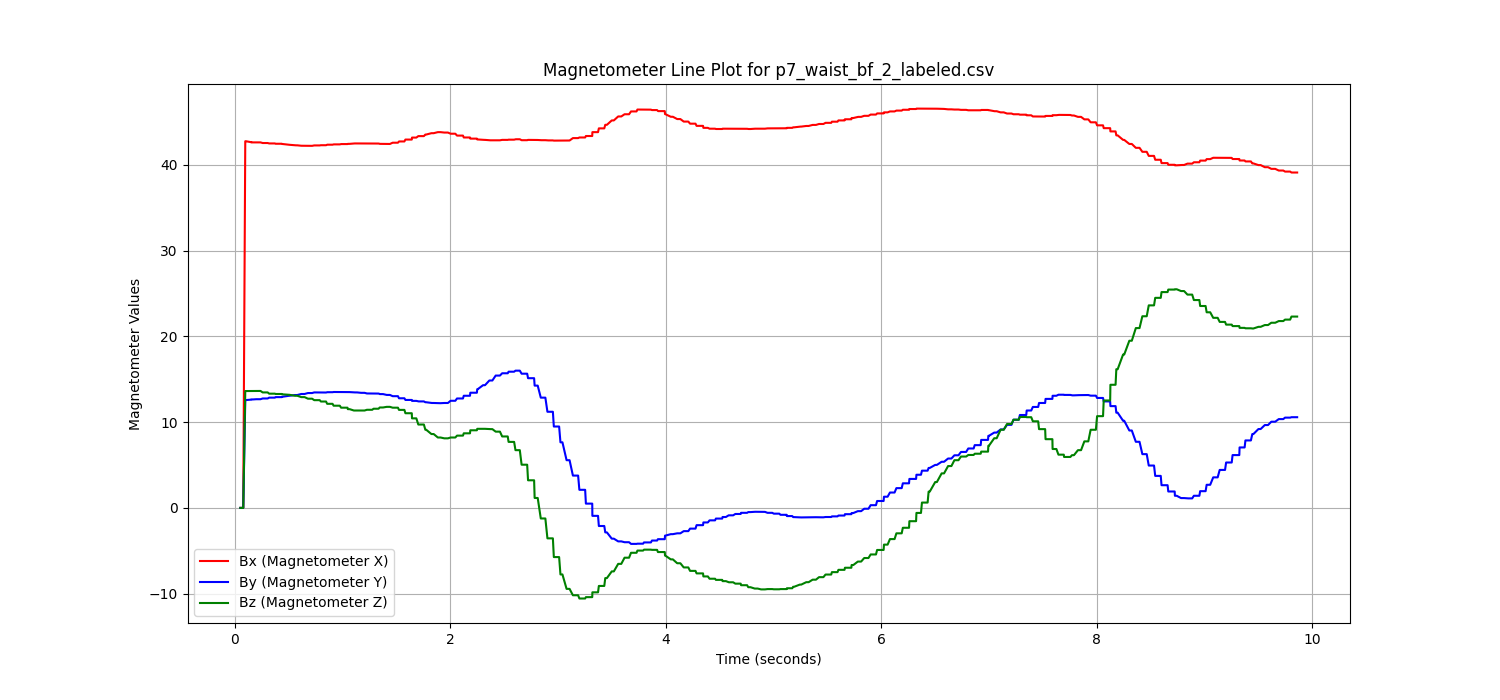 Magnetometer Line Plot for p7_waist_bf_2_labeled.csv
Magnetometer Values
40
30
20
10
0
−10
Bx (Magnetometer X)
By (Magnetometer Y)
Bz (Magnetometer Z)
0 2 4 6 8 10
Time (seconds)